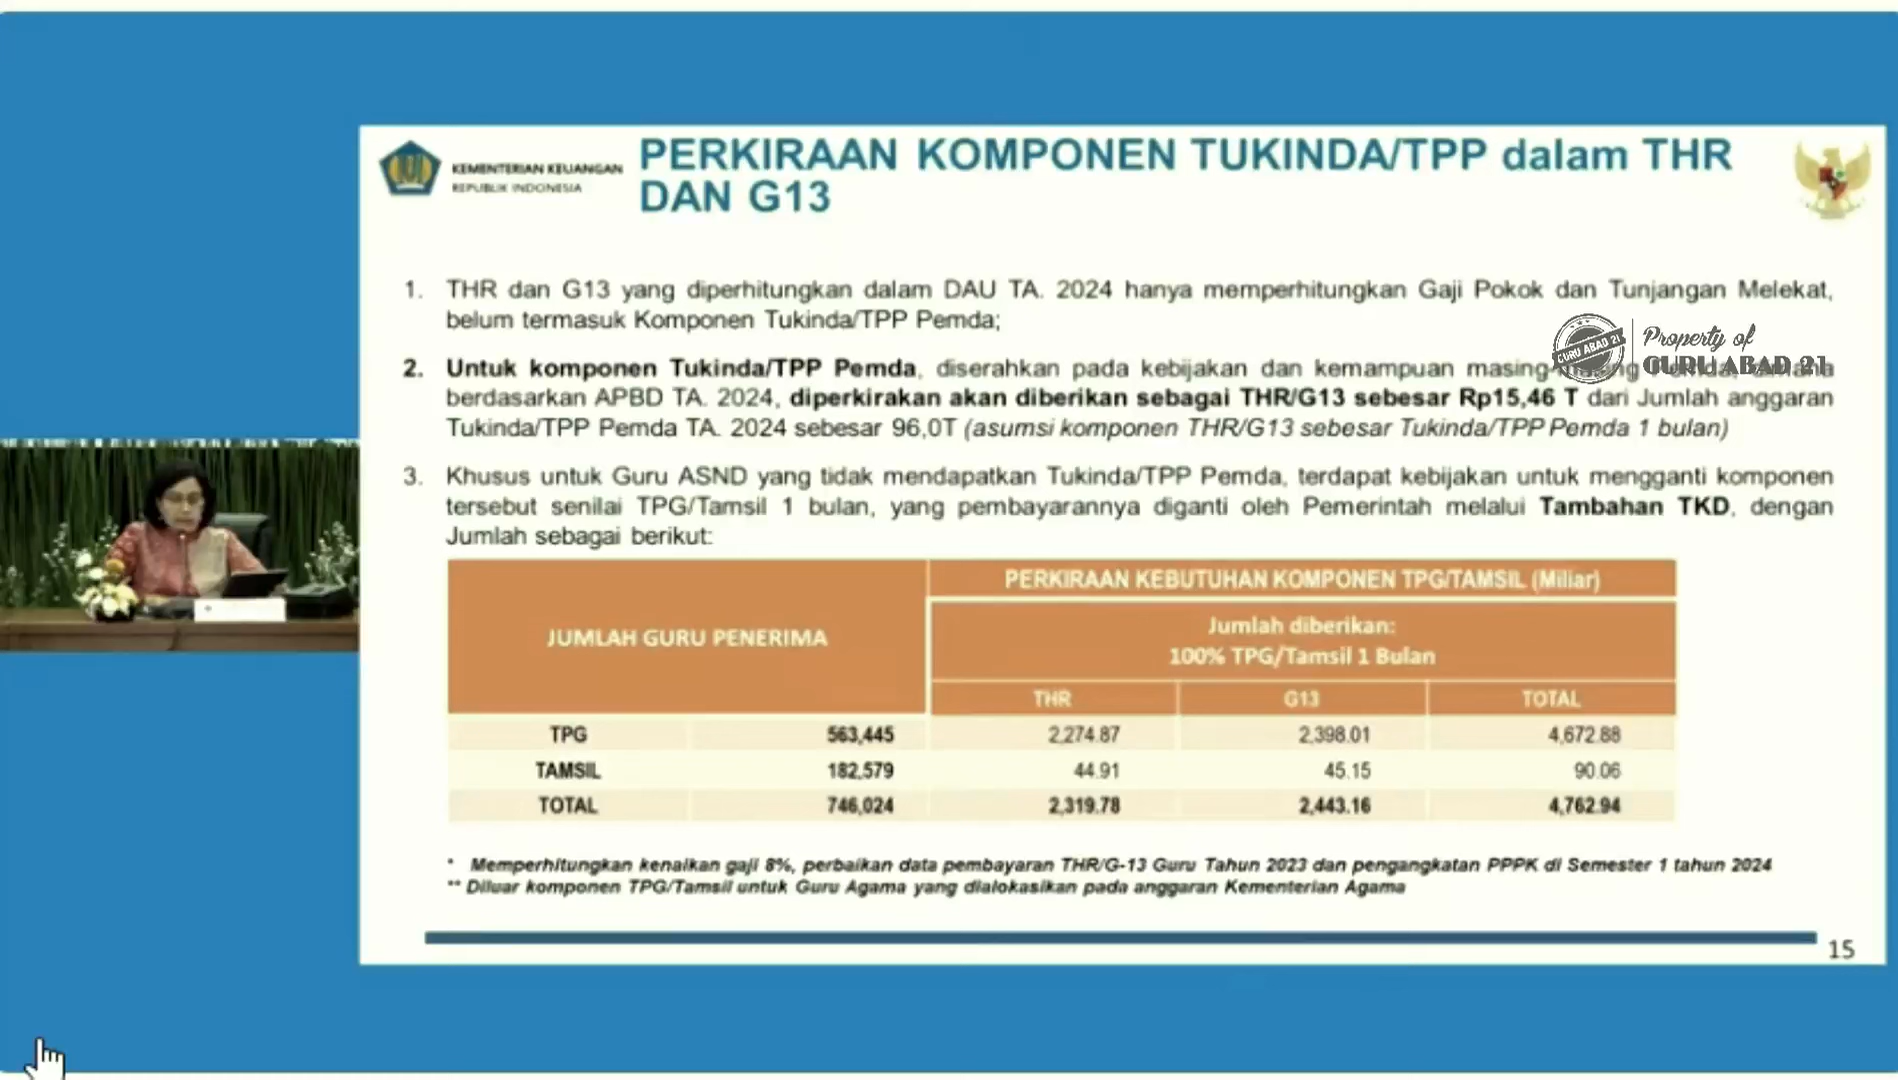 KEMENTERIAN KEUANGAN
REPUBLIK INDONESIA
PERKIRAAN KOMPONEN TUKINDA/TPP dalam THR
DAN G13
1. THR dan G13 yang diperhitungkan dalam DAU TA. 2024 hanya memperhitungkan Gaji Pokok dan Tunjangan Melekat,
belum termasuk Komponen Tukinda/TPP Pemda;
GURU ABAD 21
Property of
GURU ABAD 21
2. Untuk komponen Tukinda/TPP Pemda, diserahkan pada kebijakan dan kemampuan masing-masing
berdasarkan APBD TA. 2024, diperkirakan akan diberikan sebagai THR/G13 sebesar Rp15,46 T dari Jumlah anggaran
Tukinda/TPP Pemda TA. 2024 sebesar 96,0T (asumsi komponen THR/G13 sebesar Tukinda/TPP Pemda 1 bulan)
3. Khusus untuk Guru ASND yang tidak mendapatkan Tukinda/TPP Pemda, terdapat kebijakan untuk mengganti komponen
tersebut senilai TPG/Tamsil 1 bulan, yang pembayarannya diganti oleh Pemerintah melalui Tambahan TKD, dengan
Jumlah sebagai berikut:
JUMLAH GURU PENERIMA
PERKIRAAN KEBUTUHAN KOMPONEN TPG/TAMSIL (Miliar)
Jumlah diberikan:
100% TPG/Tamsil 1 Bulan
THR G13 TOTAL
TPG 563,445 2,274.87 2,398.01 4,672.88
TAMSIL 182,579 44.91 45.15 90.06
TOTAL 746,024 2,319.78 2,443.16 4,762.94
* Memperhitungkan kenaikan gaji 8%, perbaikan data pembayaran THR/G-13 Guru Tahun 2023 dan pengangkatan PPPK di Semester 1 tahun 2024
** Diluar komponen TPG/Tamsil untuk Guru Agama yang dialokasikan pada anggaran Kementerian Agama
15